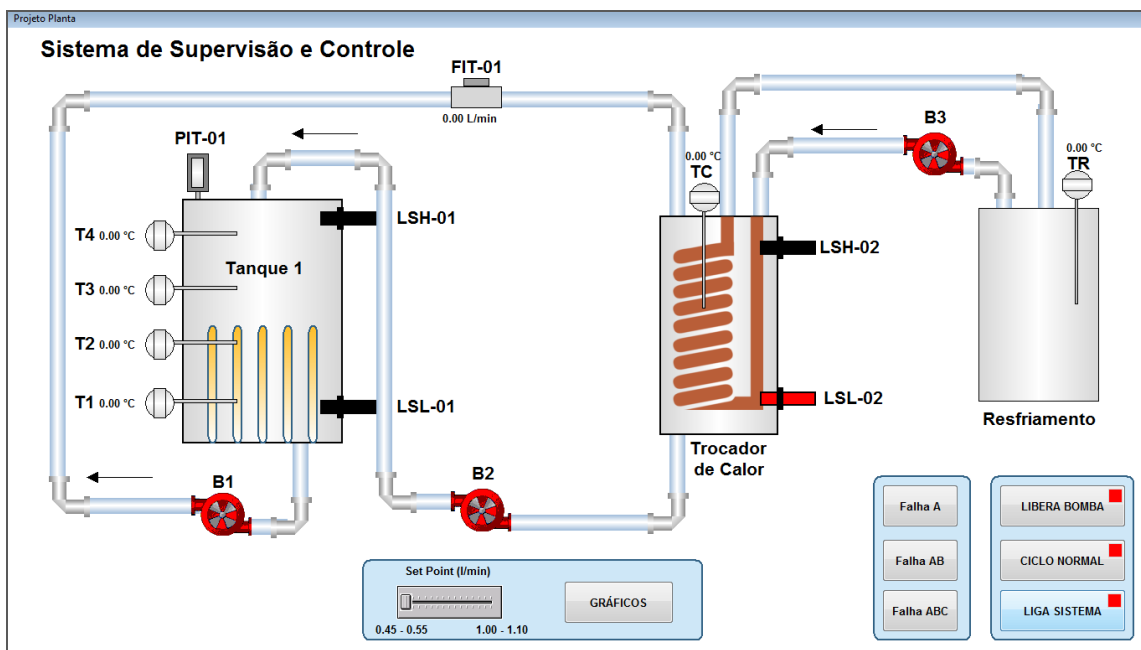 Projeto Planta
Sistema de Supervisão e Controle
FIT-01
0.00 L/min
PIT-01
B3
0.00 °C
TC
0.00 °C
TR
LSH-01
T4 0.00 °C
LSH-02
Tanque 1
T3 0.00 °C
T2 0.00 °C
T1 0.00 °C
LSL-01
LSL-02
Resfriamento
Trocador
de Calor
B1
B2
Falha A
LIBERA BOMBA
Falha AB
CICLO NORMAL
Falha ABC
LIGA SISTEMA
Set Point (l/min)
GRÁFICOS
0.45 - 0.55
1.00 - 1.10